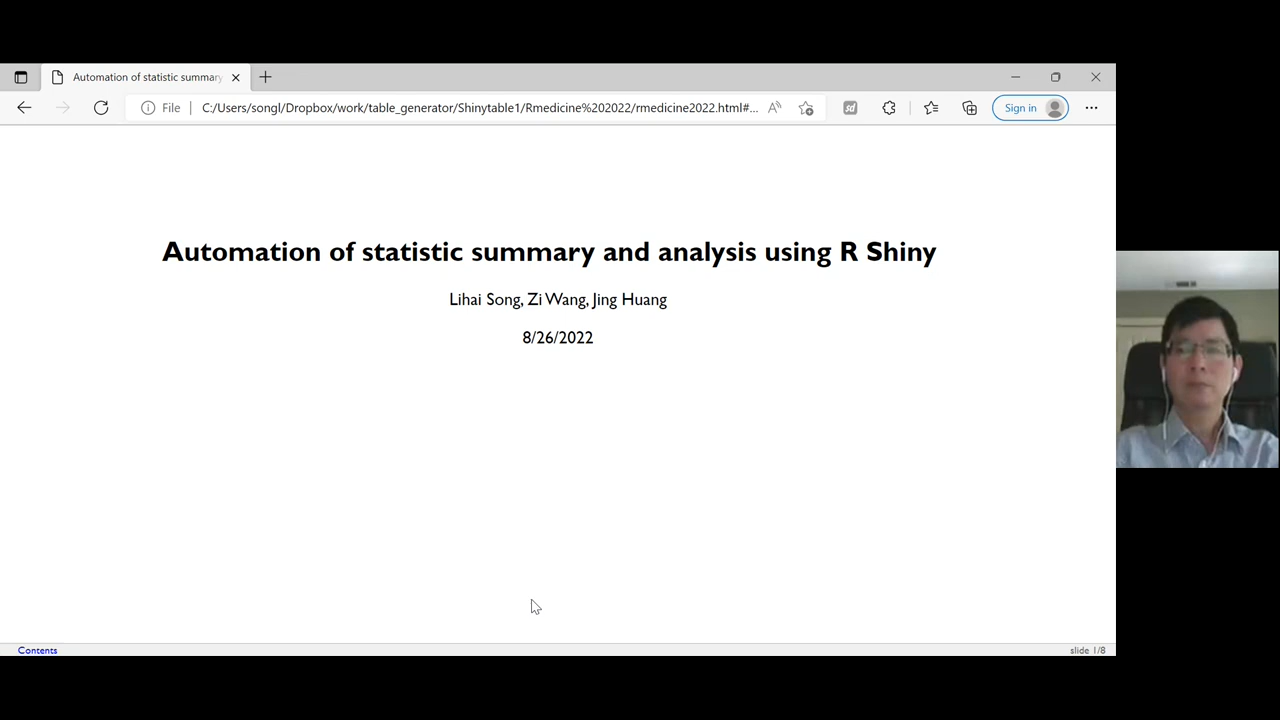 Automation of statistic summary
File
C:/Users/songl/Dropbox/work/table_generator/Shinytable1/Rmedicine%202022/rmedicine2022.html#...
Sign in
Automation of statistic summary and analysis using R Shiny
Lihai Song, Zi Wang, Jing Huang
8/26/2022
Contents
slide 1/8